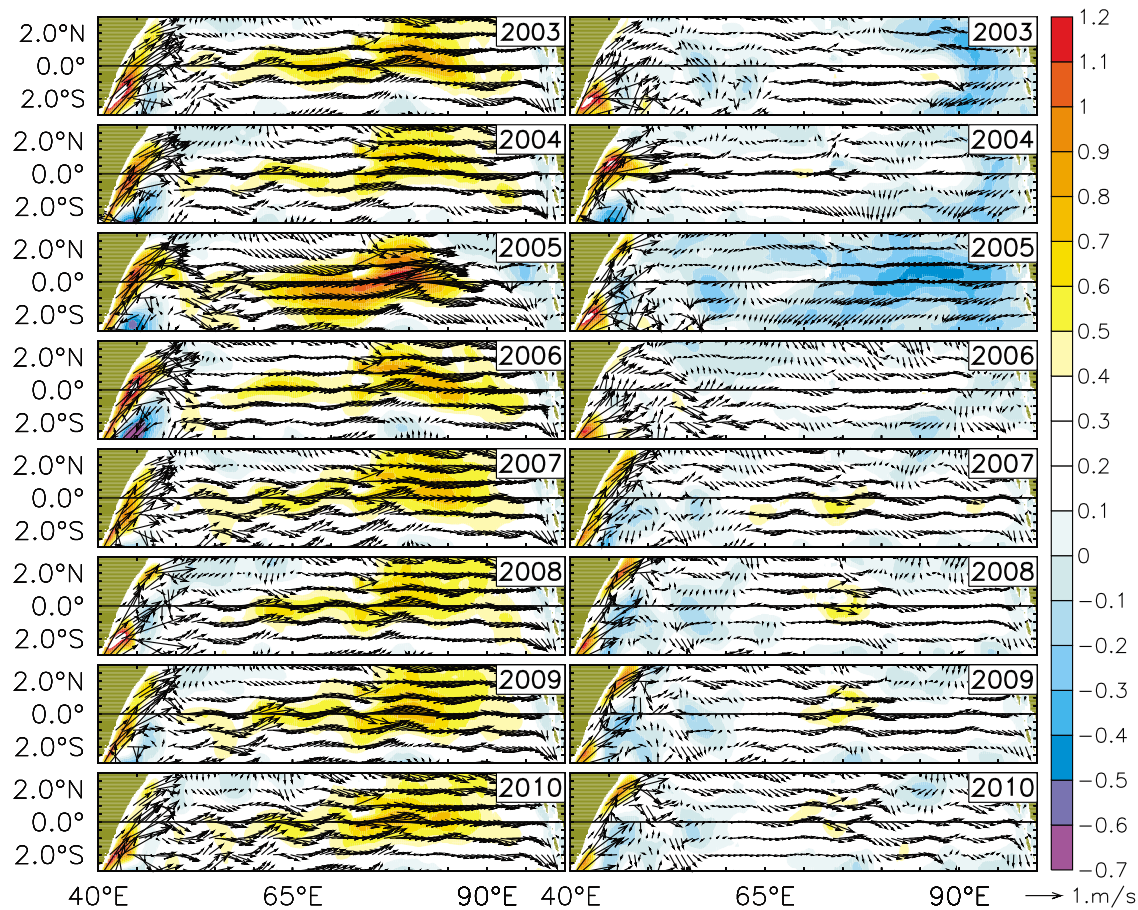 2.0°N 2003 2003 1.2
0.0° 1.1
2.0°S 1
2.0°N 2004 2004 0.9
0.0° 0.8
2.0°S 0.7
2.0°N 2005 2005 0.6
0.0° 0.5
2.0°S 0.4
2.0°N 2006 2006 0.3
0.0° 0.2
2.0°S 0.1
2.0°N 2007 2007 0
0.0° −0.1
2.0°S −0.2
2.0°N 2008 2008 −0.3
0.0° −0.4
2.0°S −0.5
2.0°N 2009 2009 −0.6
0.0° −0.7
2.0°S
2.0°N 2010 2010
0.0°
2.0°S
40°E 65°E 90°E 40°E 65°E 90°E 1.m/s